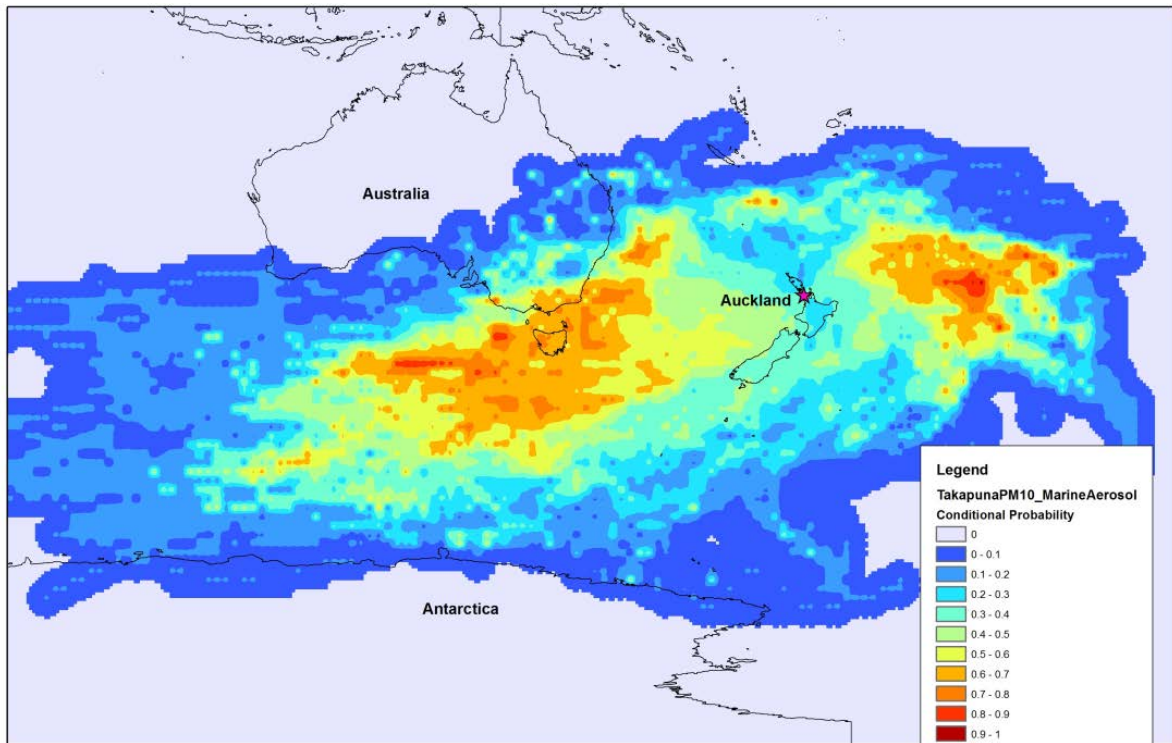 Australia
Auckland
Antarctica
Legend
TakapunaPM10_MarineAerosol
Conditional Probability
0
0 - 0.1
0.1 - 0.2
0.2 - 0.3
0.3 - 0.4
0.4 - 0.5
0.5 - 0.6
0.6 - 0.7
0.7 - 0.8
0.8 - 0.9
0.9 - 1